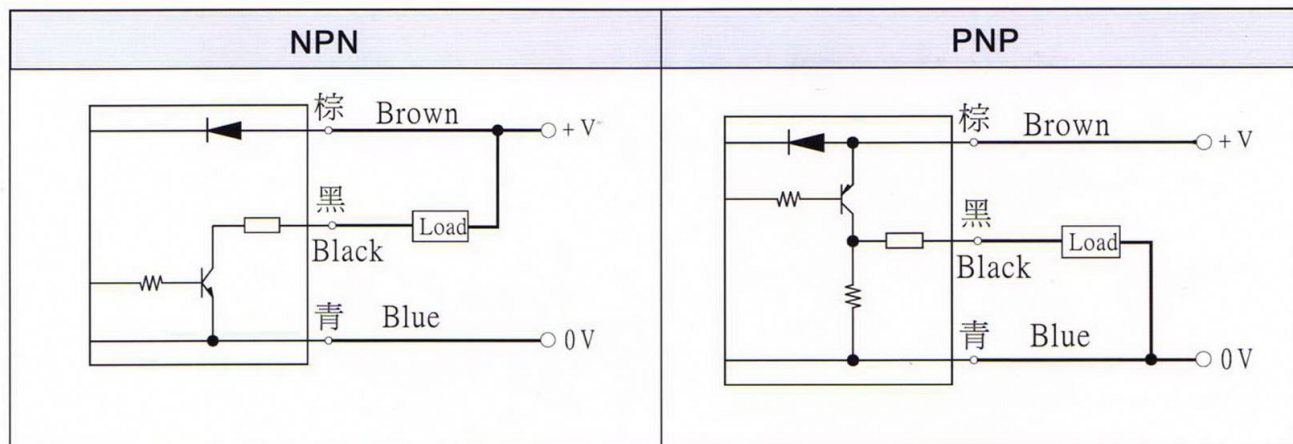 NPN
PNP
棕 Brown
+V
黑
Black
Load
青 Blue
0V
棕 Brown
+V
黑
Black
Load
青 Blue
0V